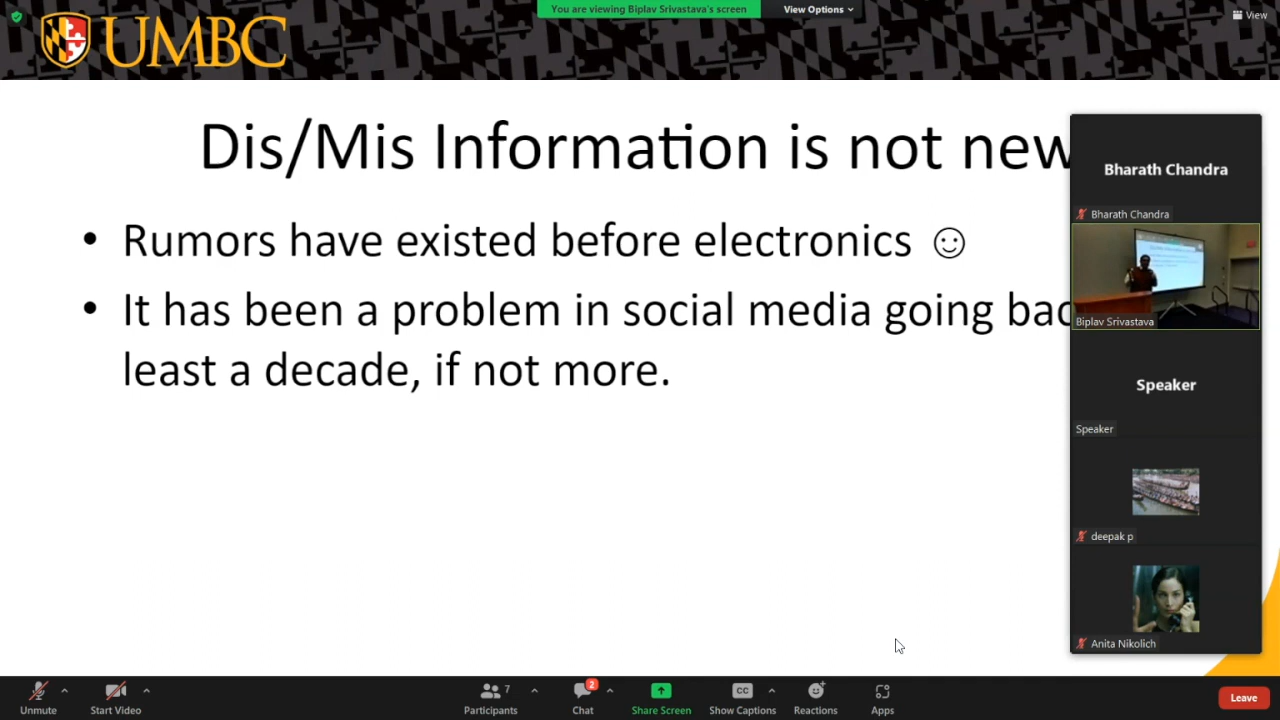 You are viewing Biplav Srivastava's screen
View Options
View
UMBC
Dis/Mis Information is not new
• Rumors have existed before electronics ☺
• It has been a problem in social media going bac
least a decade, if not more.
Bharath Chandra
Bharath Chandra
Biplav Srivastava
Speaker
Speaker
deepak p
Anita Nikolich
Unmute
Start Video
Participants
7
Chat
2
Share Screen
CC
Show Captions
Reactions
Apps
Leave